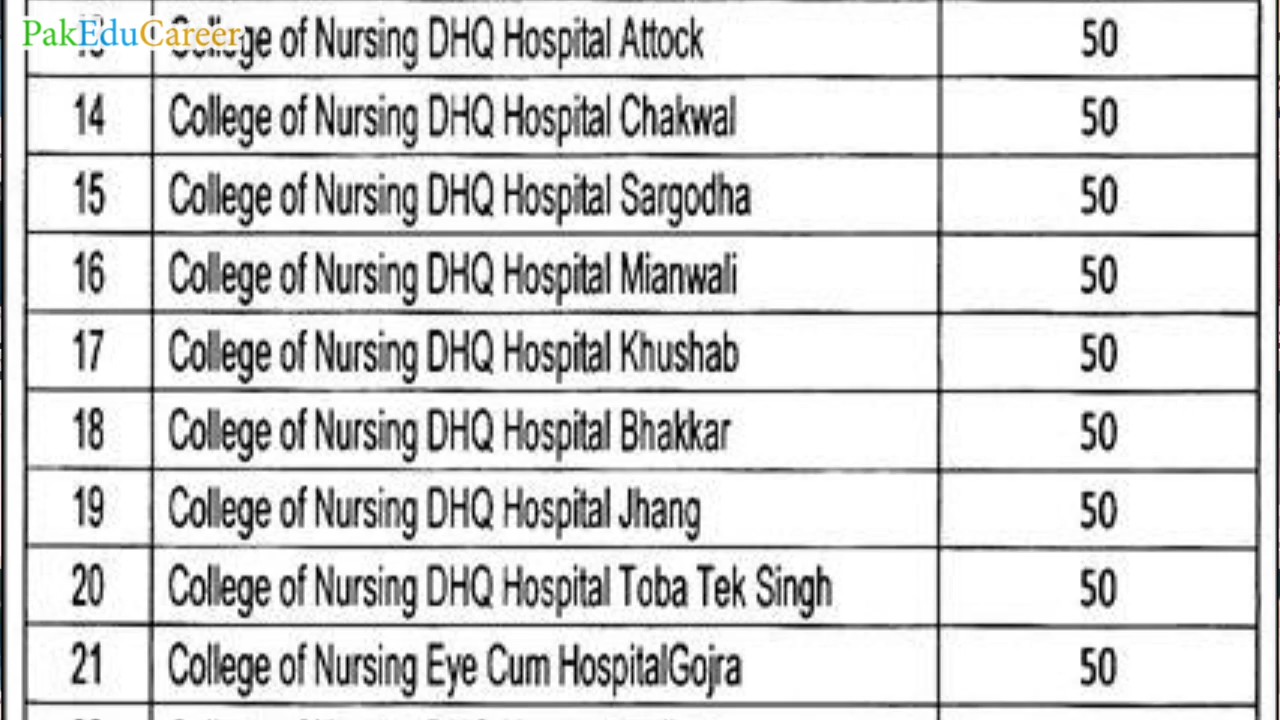 PakEduCareer
13 College of Nursing DHQ Hospital Attock 50
14 College of Nursing DHQ Hospital Chakwal 50
15 College of Nursing DHQ Hospital Sargodha 50
16 College of Nursing DHQ Hospital Mianwali 50
17 College of Nursing DHQ Hospital Khushab 50
18 College of Nursing DHQ Hospital Bhakkar 50
19 College of Nursing DHQ Hospital Jhang 50
20 College of Nursing DHQ Hospital Toba Tek Singh 50
21 College of Nursing Eye Cum HospitalGojra 50